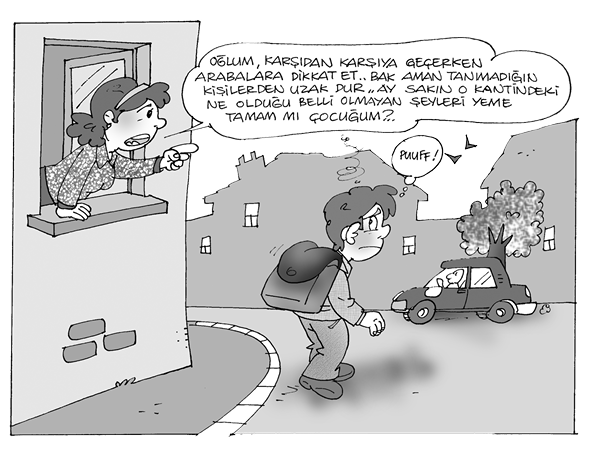 OĞLUM, KARŞIDAN KARŞIYA GEÇERKEN
ARABALARA DİKKAT ET.. BAK AMAN TANIMADIĞIN
KİŞİLERDEN UZAK DUR.. AY SAKIN O KANTİNDEKİ
NE OLDUĞU BELLİ OLMAYAN ŞEYLERİ YEME
TAMAM MI ÇOCUĞUM?.
PUUFF!